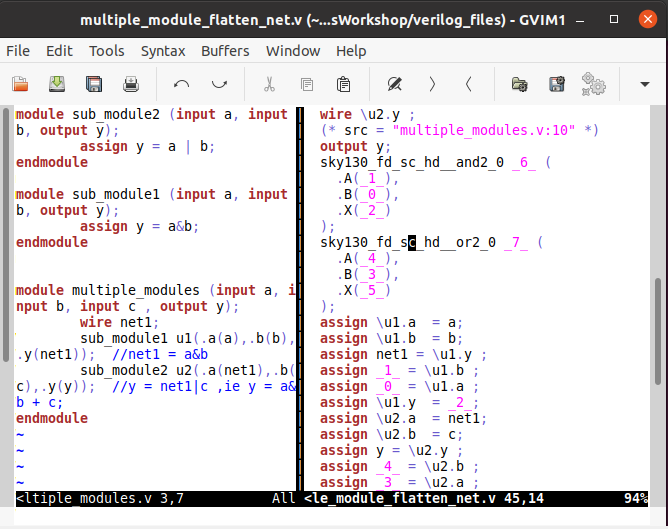 multiple_module_flatten_net.v (~...sWorkshop/verilog_files) - GVIM1
File Edit Tools Syntax Buffers Window Help
module sub_module2 (input a, input
b, output y);
assign y = a | b;
endmodule
module sub_module1 (input a, input
b, output y);
assign y = a&b;
endmodule
module multiple_modules (input a, i
nput b, input c , output y);
wire net1;
sub_module1 u1(.a(a),.b(b),
.y(net1));  //net1 = a&b
sub_module2 u2(.a(net1),.b(
c),.y(y));  //y = net1|c ,ie y = a&
b + c;
endmodule
~
~
~
~
<ltiple_modules.v 3,7 All
wire \u2.y ;
(* src = "multiple_modules.v:10" *)
output y;
sky130_fd_sc_hd__and2_0 _6_ (
.A(_1_),
.B(_0_),
.X(_2_)
);
sky130_fd_sc_hd__or2_0 _7_ (
.A(_4_),
.B(_3_),
.X(_5_)
);
assign \u1.a  = a;
assign \u1.b  = b;
assign net1 = \u1.y ;
assign _1_ = \u1.b ;
assign _0_ = \u1.a ;
assign \u1.y  = _2_;
assign \u2.a  = net1;
assign \u2.b  = c;
assign y = \u2.y ;
assign _4_ = \u2.b ;
assign _3_ = \u2.a ;
<le_module_flatten_net.v 45,14 94%